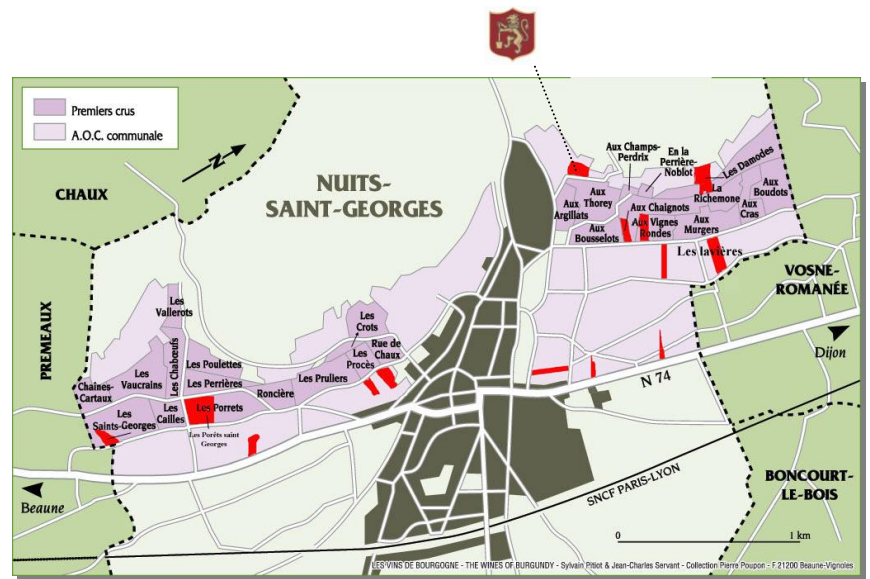 Premiers crus
A.O.C. communale
N
CHAUX
NUITS-
SAINT-GEORGES
PREMEAUX
Aux Champs-
Perdrix
En la
Perrière-
Noblot
Les Damodes
Aux
Thorey
Aux
Argillats
Aux
Bousselots
Aux Chaignots
Aux Vignes
Rondes
La
Richemone
Aux
Murgers
Aux
Cras
Aux
Boudots
Les lavières
VOSNE-
ROMANÉE
Dijon
N 74
Les
Vallerots
Les
Crots
Rue de
Chaux
Les
Procès
Les Pruliers
Roncière
Les Poulettes
Les Perrières
Les Chabœufs
Les
Vaucrains
Chaînes-
Cartaux
Les
Saints-Georges
Les
Cailles
Les Porrets
Les Porêts saint
Georges
Beaune
SNCF PARIS-LYON
BONCOURT-
LE-BOIS
0 1 km
LES VINS DE BOURGOGNE - THE WINES OF BURGUNDY - Sylvain Pitiot & Jean-Charles Servant - Collection Pierre Poupon - F 21200 Beaune-Vignoles